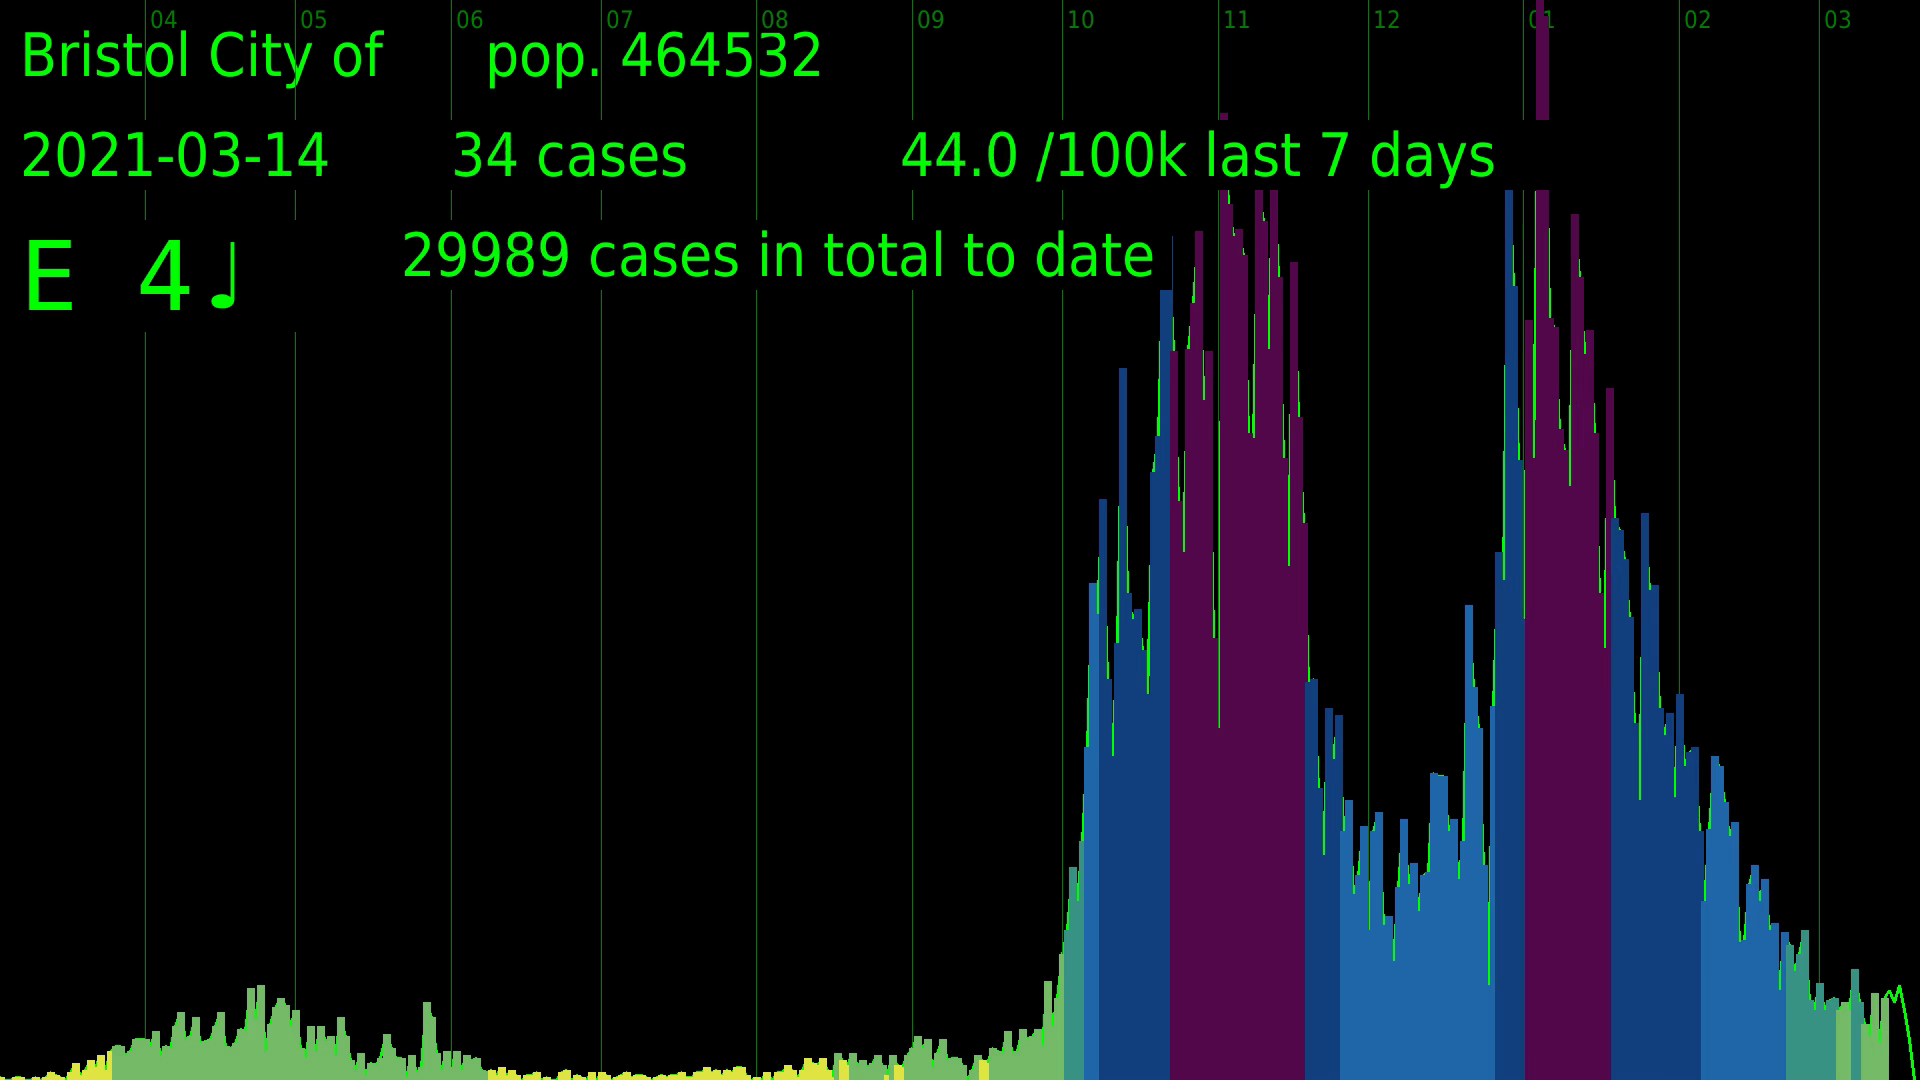 04 05 06 07 08 09 10 11 12 01 02 03
Bristol City of pop. 464532
2021-03-14 34 cases 44.0 /100k last 7 days
E 4♩ 29989 cases in total to date